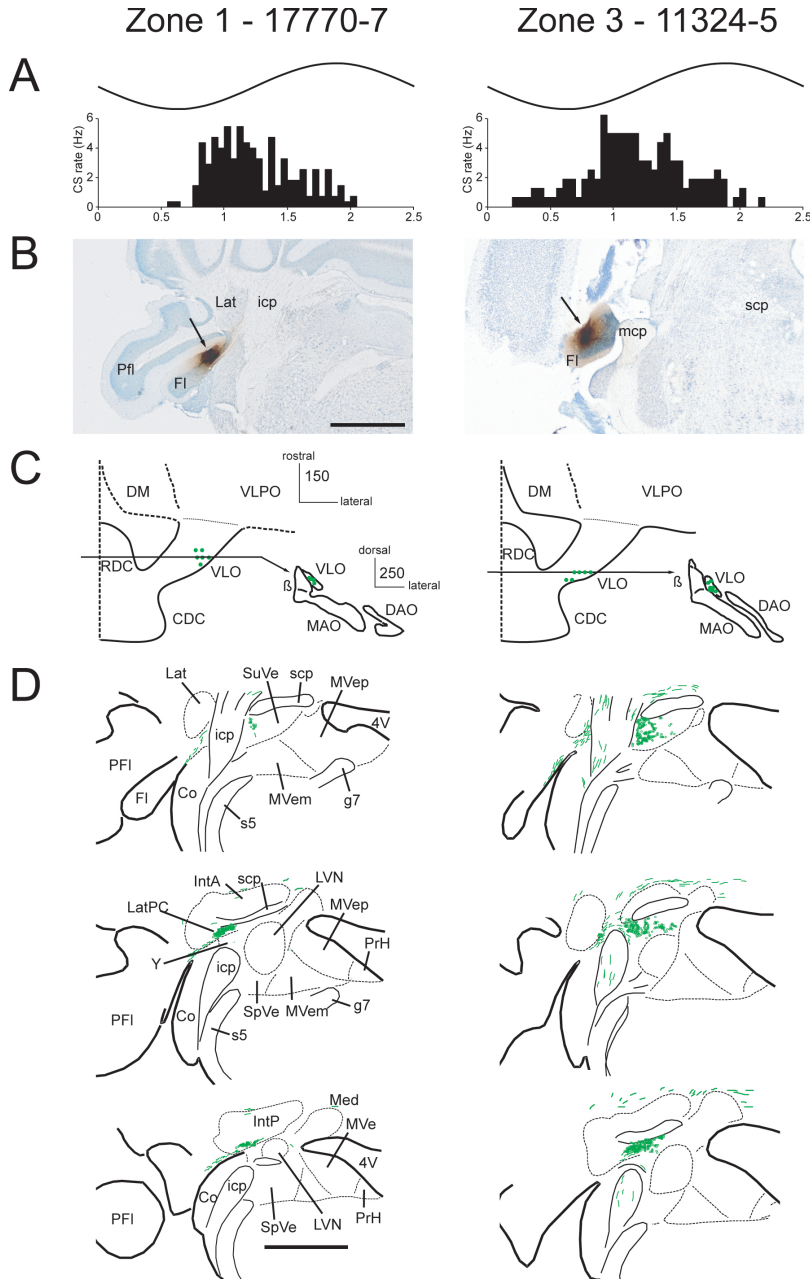 Zone 1 - 17770-7
Zone 3 - 11324-5
A
CS rate (Hz)
6
4
2
0
0
1
1.5
2
2.5
CS rate (Hz)
6
4
2
0
0
1
1.5
2
2.5
B
Lat icp
Pfl
Fl
scp
mcp
Fl
C
rostral
150
lateral
DM
VLPO
RDC
VLO
CDC
dorsal
250
lateral
VLO
ß
MAO
DAO
DM
VLPO
RDC
VLO
CDC
VLO
ß
DAO
MAO
D
Lat
SuVe
scp
MVep
4V
icp
PFl
Fl
Co
MVem
g7
s5
IntA
scp
LVN
LatPC
MVep
PrH
Y
icp
Co
PFl
SpVe
MVem
g7
s5
Med
IntP
MVe
4V
Co
icp
PFl
SpVe
LVN
PrH